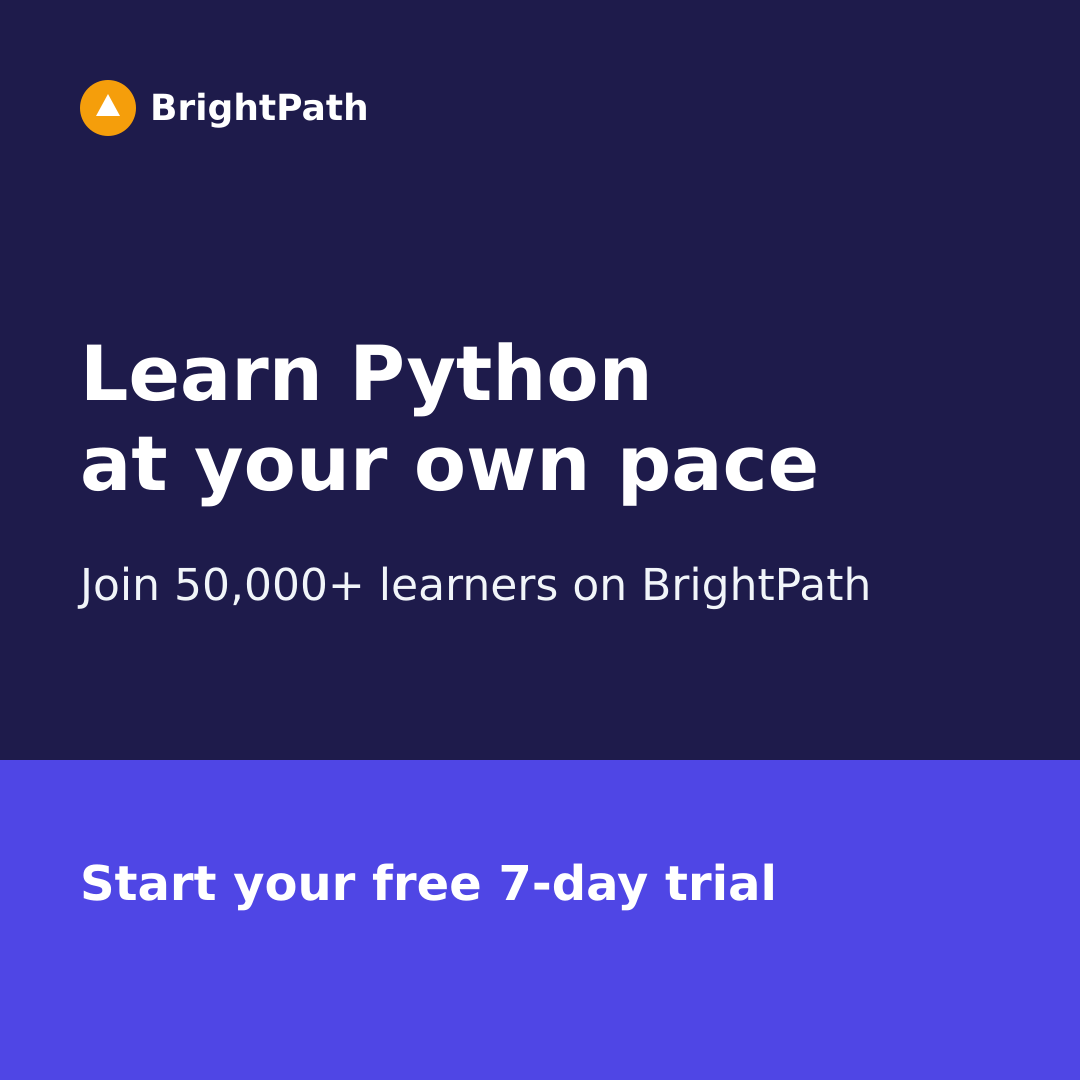 BrightPath
Learn Python
at your own pace
Join 50,000+ learners on BrightPath
Start your free 7-day trial